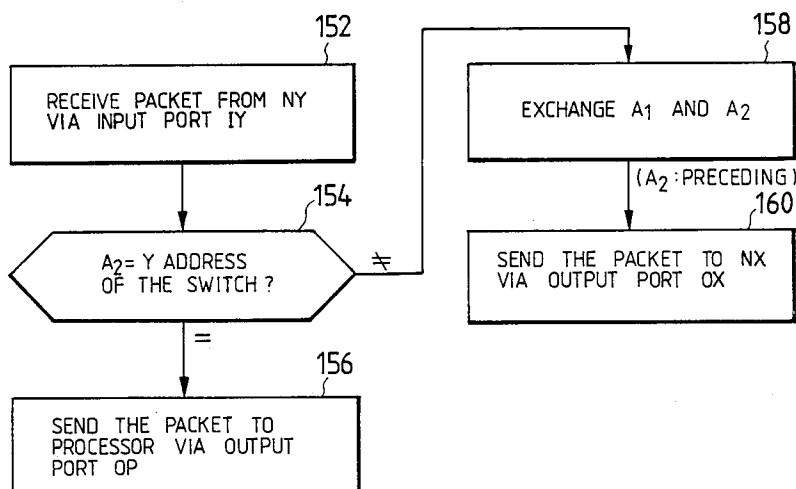 152
RECEIVE PACKET FROM NY
VIA INPUT PORT IY
154
A2 = Y ADDRESS
OF THE SWITCH ?
≠
=
156
SEND THE PACKET TO
PROCESSOR VIA OUTPUT
PORT OP
158
EXCHANGE A1 AND A2
(A2 : PRECEDING)
160
SEND THE PACKET TO NX
VIA OUTPUT PORT OX